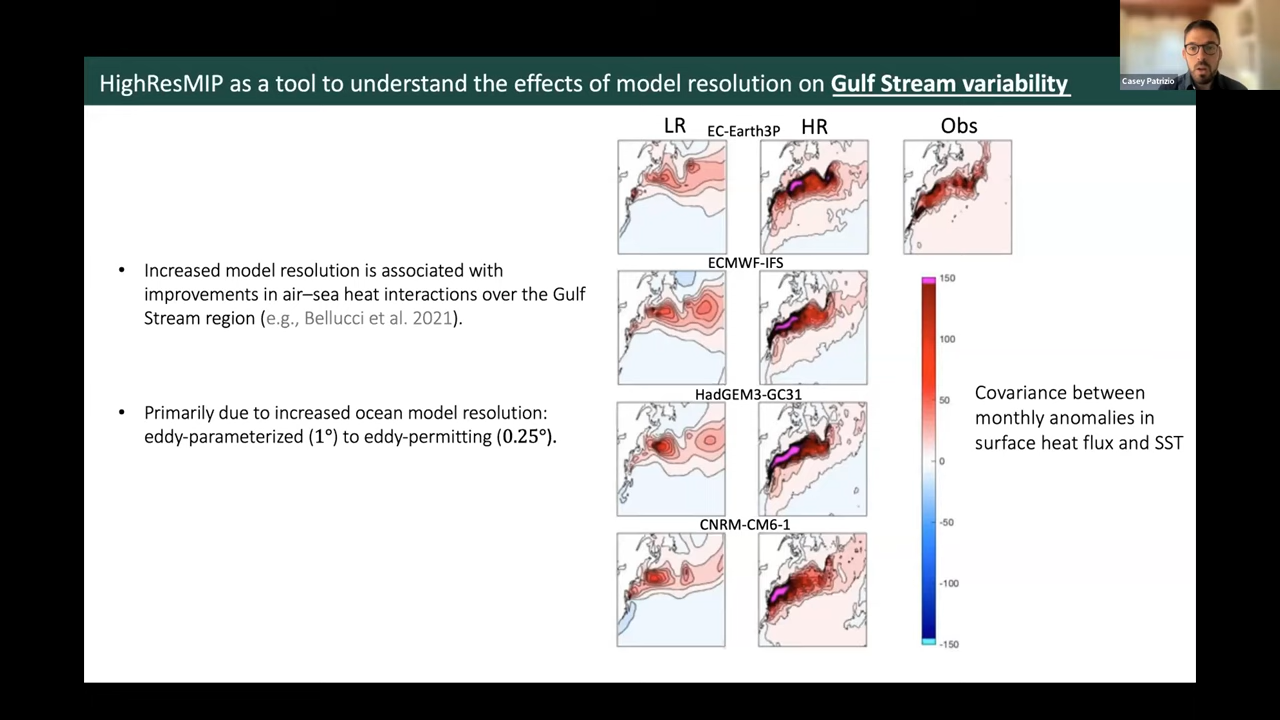 HighResMIP as a tool to understand the effects of model resolution on Gulf Stream variability
Casey Patrizio
LR
EC-Earth3P
HR
Obs
ECMWF-IFS
HadGEM3-GC31
CNRM-CM6-1
• Increased model resolution is associated with
improvements in air–sea heat interactions over the Gulf
Stream region (e.g., Bellucci et al. 2021).
• Primarily due to increased ocean model resolution:
eddy-parameterized (1°) to eddy-permitting (0.25°).
150
100
50
0
-50
-100
-150
Covariance between
monthly anomalies in
surface heat flux and SST